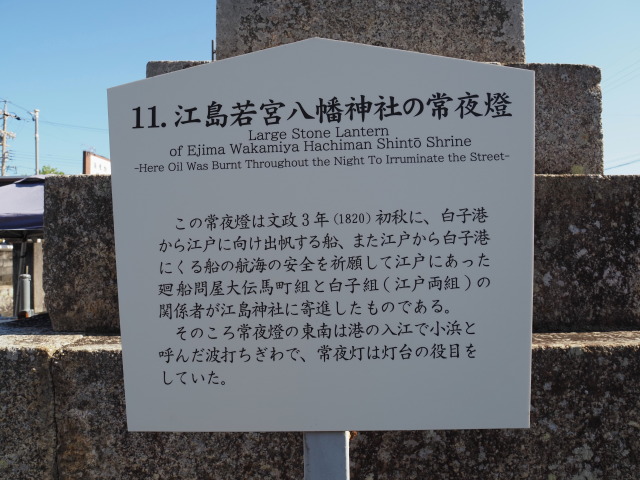 11. 江島若宮八幡神社の常夜燈
Large Stone Lantern
of Ejima Wakamiya Hachiman Shintō Shrine
-Here Oil Was Burnt Throughout the Night To Irruminate the Street-
この常夜燈は文政3年(1820)初秋に、白子港
から江戸に向け出帆する船、また江戸から白子港
にくる船の航海の安全を祈願して江戸にあった
廻船問屋大伝馬町組と白子組(江戸両組)の
関係者が江島神社に寄進したものである。
そのころ常夜燈の東南は港の入江で小浜と
呼んだ波打ちぎわで、常夜灯は灯台の役目を
していた。